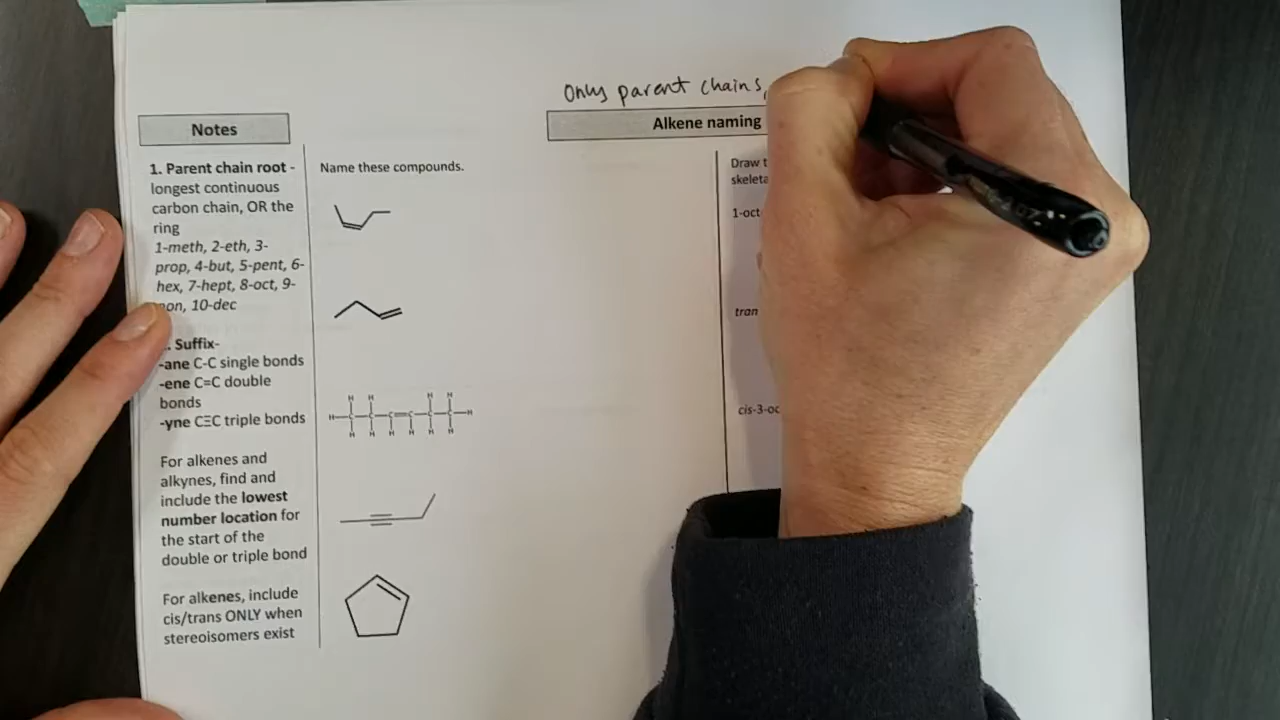 Only parent chains,
Alkene naming
Notes
1. Parent chain root -
longest continuous
carbon chain, OR the
ring
1-meth, 2-eth, 3-
prop, 4-but, 5-pent, 6-
hex, 7-hept, 8-oct, 9-
non, 10-dec
. Suffix-
-ane C-C single bonds
-ene C=C double
bonds
-yne C≡C triple bonds
For alkenes and
alkynes, find and
include the lowest
number location for
the start of the
double or triple bond
For alkenes, include
cis/trans ONLY when
stereoisomers exist
Name these compounds.
H H H H
H C C C C C C H
H H H H H H
Draw t
skeleta
1-oct
tran
cis-3-oc